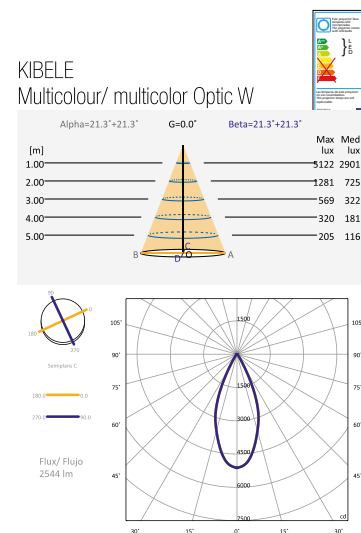 KIBELE
Multicolour/ multicolor Optic W
L
E
D
Alpha=21.3°+21.3° G=0.0° Beta=21.3°+21.3°
Max Med
lux lux
[m]
1.00 5122 2901
2.00 1281 725
3.00 569 322
4.00 320 181
5.00 205 116
B D C O A
90
0
180
270
Semiplans C
180.0 0.0
270.0 90.0
Flux/ Flujo
2544 lm
105° 105°
90° 90°
75° 75°
60° 60°
45° 45°
30° 15° 0° 15° 30°
1500
1500
3000
4500
6000
7500
cd